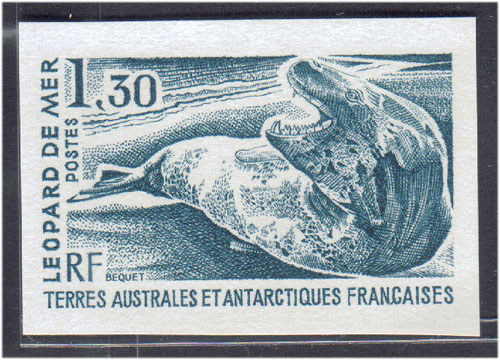 1,30
LEOPARD DE MER
POSTES
RF
BEQUET
TERRES AUSTRALES ET ANTARCTIQUES FRANCAISES